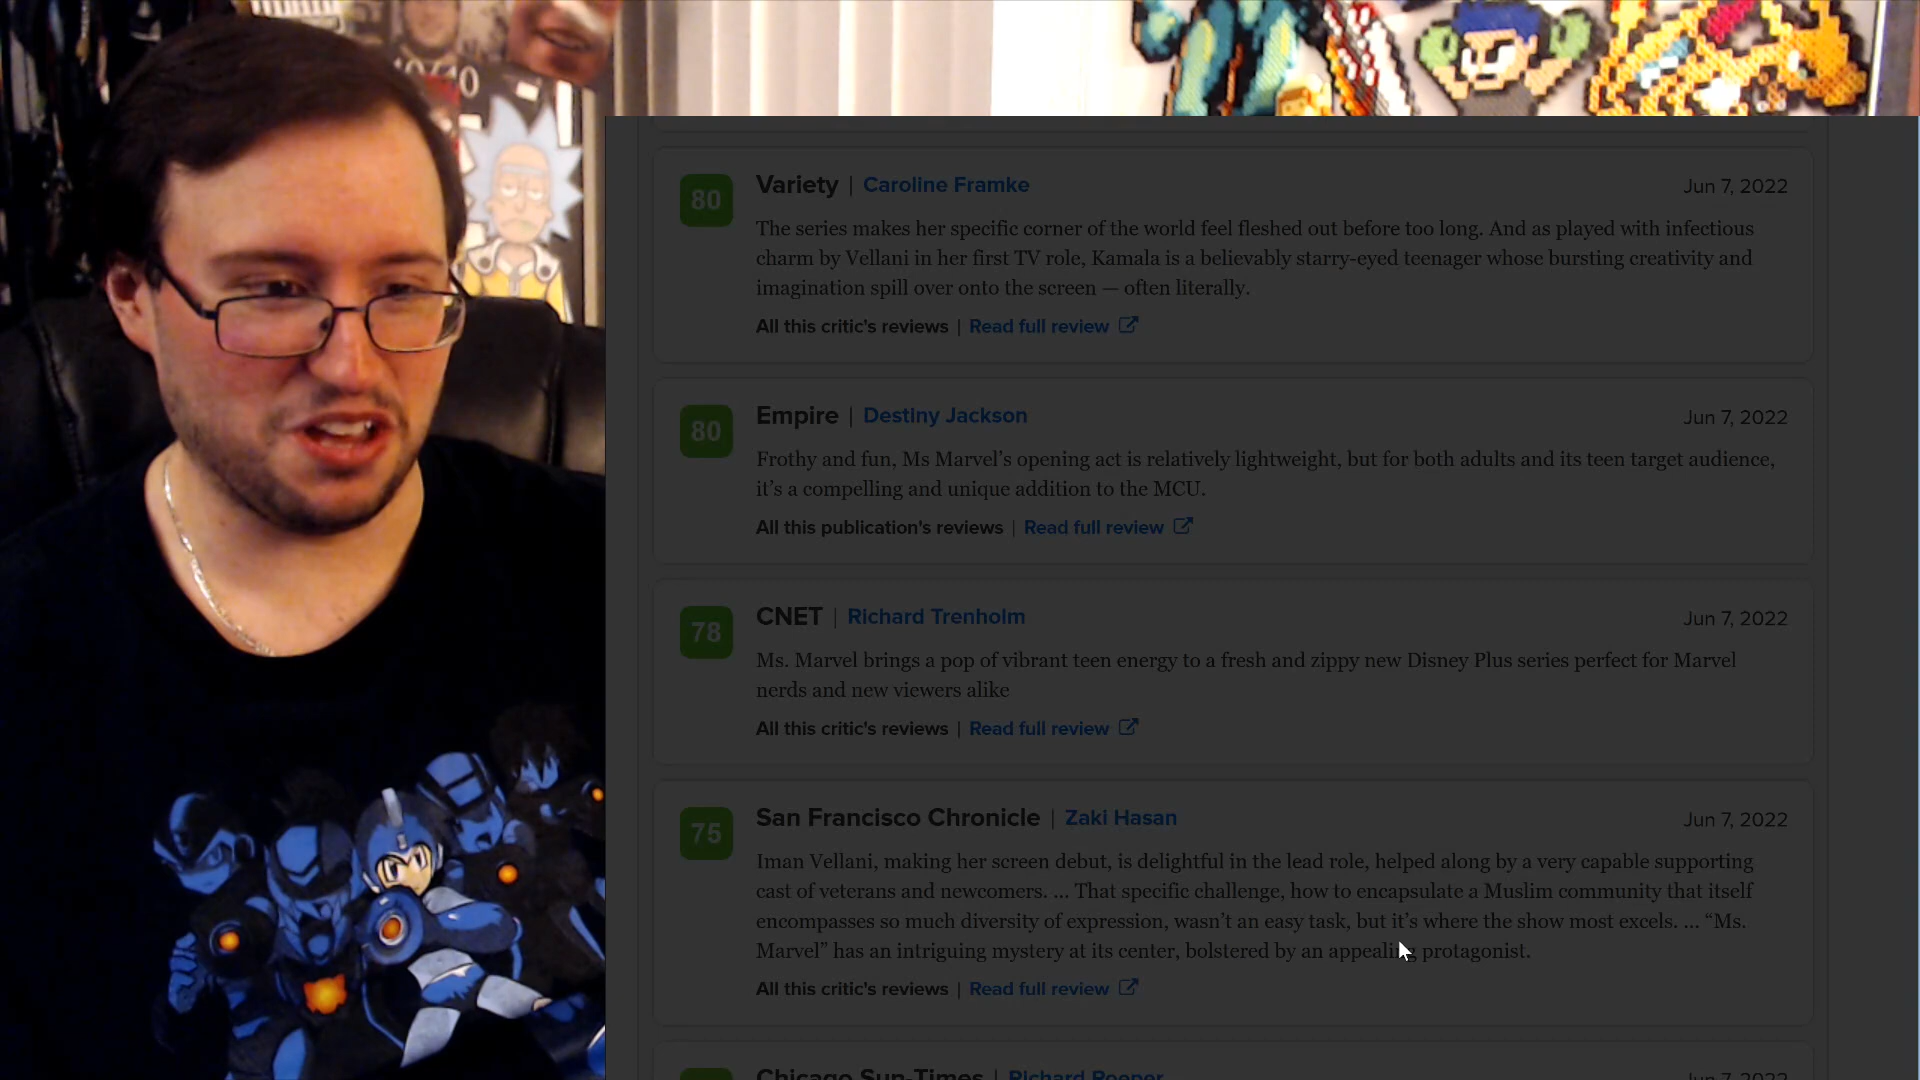 10/10
80
Variety | Caroline Framke
Jun 7, 2022
The series makes her specific corner of the world feel fleshed out before too long. And as played with infectious
charm by Vellani in her first TV role, Kamala is a believably starry-eyed teenager whose bursting creativity and
imagination spill over onto the screen — often literally.
All this critic's reviews | Read full review
80
Empire | Destiny Jackson
Jun 7, 2022
Frothy and fun, Ms Marvel’s opening act is relatively lightweight, but for both adults and its teen target audience,
it’s a compelling and unique addition to the MCU.
All this publication's reviews | Read full review
78
CNET | Richard Trenholm
Jun 7, 2022
Ms. Marvel brings a pop of vibrant teen energy to a fresh and zippy new Disney Plus series perfect for Marvel
nerds and new viewers alike
All this critic's reviews | Read full review
75
San Francisco Chronicle | Zaki Hasan
Jun 7, 2022
Iman Vellani, making her screen debut, is delightful in the lead role, helped along by a very capable supporting
cast of veterans and newcomers. ... That specific challenge, how to encapsulate a Muslim community that itself
encompasses so much diversity of expression, wasn’t an easy task, but it’s where the show most excels. ... “Ms.
Marvel” has an intriguing mystery at its center, bolstered by an appealing protagonist.
All this critic's reviews | Read full review
Chicago Sun-Times | Richard Roeper
Jun 7, 2022